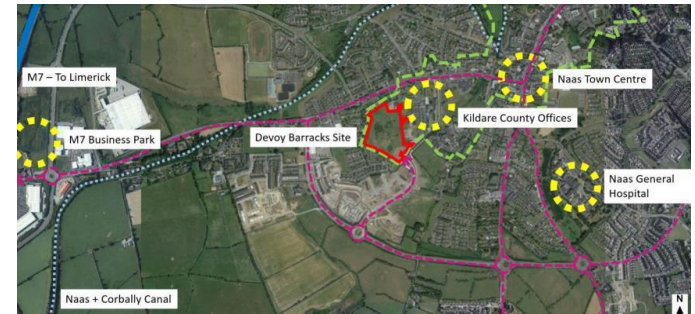 M7 – To Limerick
Naas Town Centre
Kildare County Offices
Devoy Barracks Site
M7 Business Park
Naas General
Hospital
Naas + Corbally Canal
N